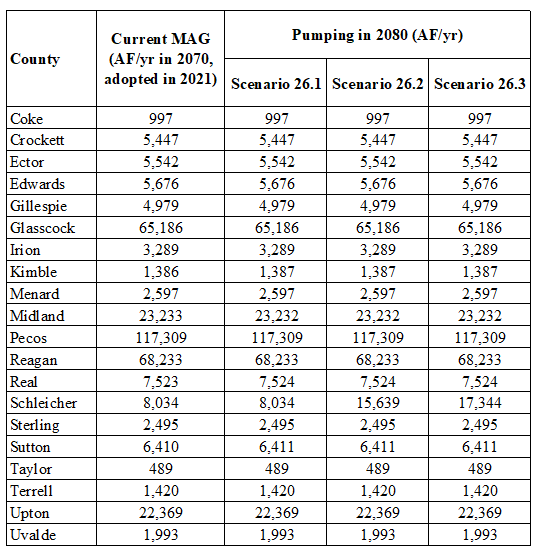 County
Current MAG
(AF/yr in 2070,
adopted in 2021)
Pumping in 2080 (AF/yr)
Scenario 26.1 Scenario 26.2 Scenario 26.3
Coke 997 997 997 997
Crockett 5,447 5,447 5,447 5,447
Ector 5,542 5,542 5,542 5,542
Edwards 5,676 5,676 5,676 5,676
Gillespie 4,979 4,979 4,979 4,979
Glasscock 65,186 65,186 65,186 65,186
Irion 3,289 3,289 3,289 3,289
Kimble 1,386 1,387 1,387 1,387
Menard 2,597 2,597 2,597 2,597
Midland 23,233 23,232 23,232 23,232
Pecos 117,309 117,309 117,309 117,309
Reagan 68,233 68,233 68,233 68,233
Real 7,523 7,524 7,524 7,524
Schleicher 8,034 8,034 15,639 17,344
Sterling 2,495 2,495 2,495 2,495
Sutton 6,410 6,411 6,411 6,411
Taylor 489 489 489 489
Terrell 1,420 1,420 1,420 1,420
Upton 22,369 22,369 22,369 22,369
Uvalde 1,993 1,993 1,993 1,993